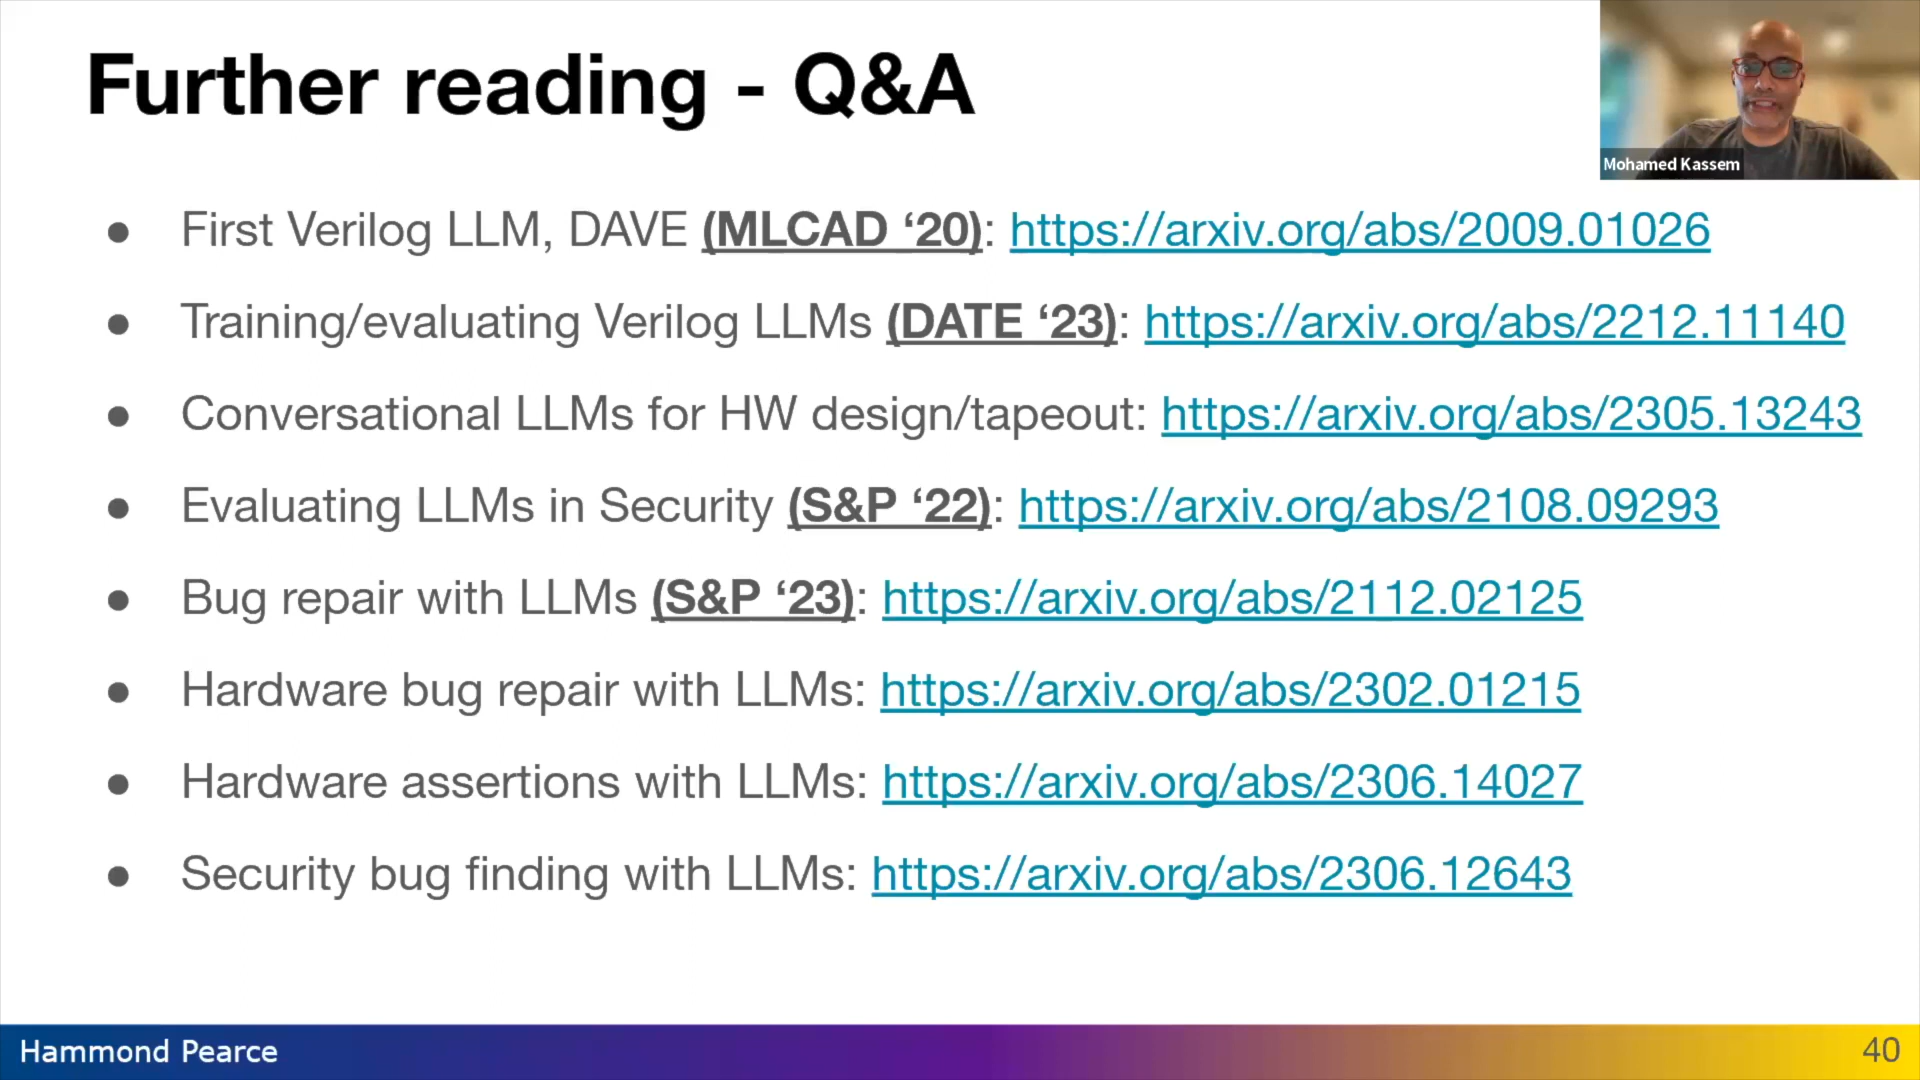 Further reading - Q&A
Mohamed Kassem
● First Verilog LLM, DAVE (MLCAD ‘20): https://arxiv.org/abs/2009.01026
● Training/evaluating Verilog LLMs (DATE ‘23): https://arxiv.org/abs/2212.11140
● Conversational LLMs for HW design/tapeout: https://arxiv.org/abs/2305.13243
● Evaluating LLMs in Security (S&P ‘22): https://arxiv.org/abs/2108.09293
● Bug repair with LLMs (S&P ‘23): https://arxiv.org/abs/2112.02125
● Hardware bug repair with LLMs: https://arxiv.org/abs/2302.01215
● Hardware assertions with LLMs: https://arxiv.org/abs/2306.14027
● Security bug finding with LLMs: https://arxiv.org/abs/2306.12643
Hammond Pearce
40